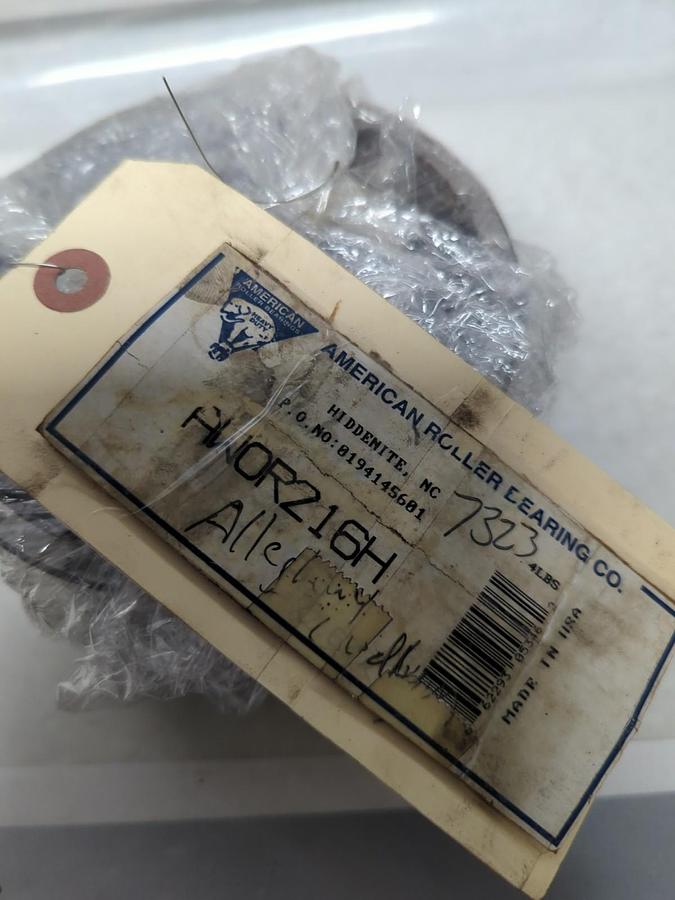 AMERICAN
ROLLER BEARINGS
HEAVY
DUTY
AMERICAN ROLLER BEARING CO.
HIDDENITE, NC
P.O.NO:0194145601
7323
4LBS
AWOR216H
Allegheny
MADE IN USA